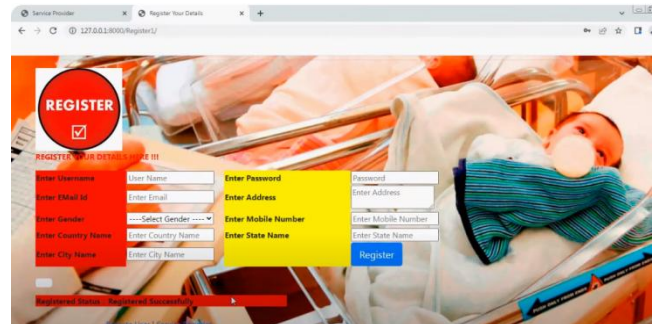 Service Provider
Register Your Details
127.0.0.1:8000/Register1/
REGISTER
REGISTER YOUR DETAILS HERE !!!
Enter Username User Name Enter Password Password
Enter EMail Id Enter Email Enter Address Enter Address
Enter Gender ----Select Gender ---- Enter Mobile Number Enter Mobile Number
Enter Country Name Enter Country Name Enter State Name Enter State Name
Enter City Name Enter City Name Register
Registered Status Registered Successfully